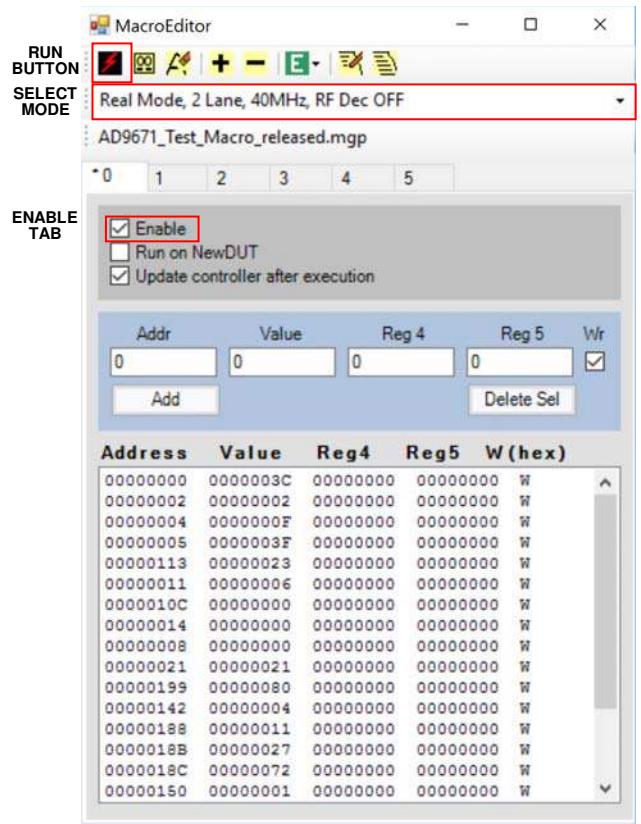 MacroEditor
RUN
BUTTON
E
SELECT
MODE
Real Mode, 2 Lane, 40MHz, RF Dec OFF
AD9671_Test_Macro_released.mgp
*0 1 2 3 4 5
ENABLE
TAB
Enable
Run on NewDUT
Update controller after execution
Addr Value Reg 4 Reg 5 Wr
0 0 0 0
Add Delete Sel
Address Value Reg4 Reg5 W(hex)
00000000 0000003C 00000000 00000000 W
00000002 00000002 00000000 00000000 W
00000004 0000000F 00000000 00000000 W
00000005 0000003F 00000000 00000000 W
00000113 00000023 00000000 00000000 W
00000011 00000006 00000000 00000000 W
0000010C 00000000 00000000 00000000 W
00000014 00000000 00000000 00000000 W
00000008 00000000 00000000 00000000 W
00000021 00000021 00000000 00000000 W
00000199 00000080 00000000 00000000 W
00000142 00000004 00000000 00000000 W
00000188 00000011 00000000 00000000 W
0000018B 00000027 00000000 00000000 W
0000018C 00000072 00000000 00000000 W
00000150 00000001 00000000 00000000 W